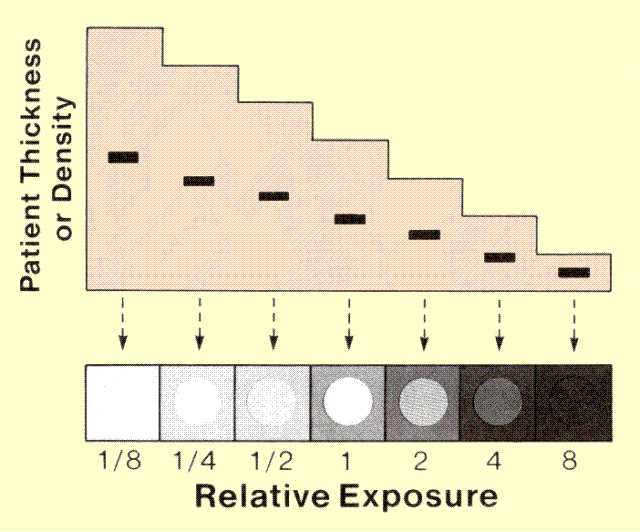 Patient Thickness
or Density
1/8 1/4 1/2 1 2 4 8
Relative Exposure